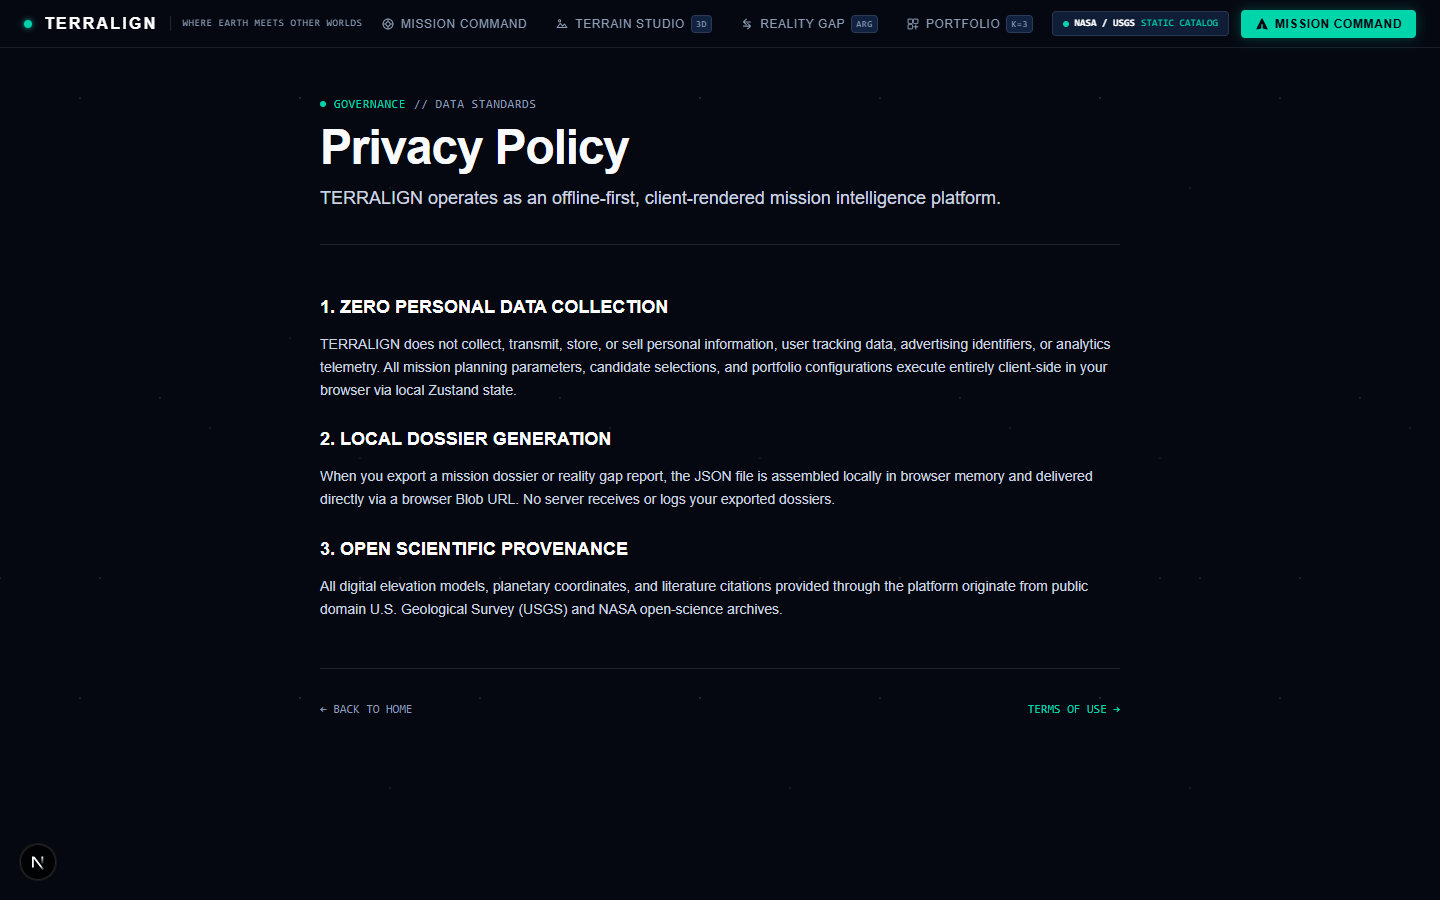 TERRALIGN
WHERE EARTH MEETS OTHER WORLDS
MISSION COMMAND
TERRAIN STUDIO 3D
REALITY GAP ARG
PORTFOLIO K=3
NASA / USGS STATIC CATALOG
MISSION COMMAND
GOVERNANCE // DATA STANDARDS
Privacy Policy
TERRALIGN operates as an offline-first, client-rendered mission intelligence platform.
1. ZERO PERSONAL DATA COLLECTION
TERRALIGN does not collect, transmit, store, or sell personal information, user tracking data, advertising identifiers, or analytics
telemetry. All mission planning parameters, candidate selections, and portfolio configurations execute entirely client-side in your
browser via local Zustand state.
2. LOCAL DOSSIER GENERATION
When you export a mission dossier or reality gap report, the JSON file is assembled locally in browser memory and delivered
directly via a browser Blob URL. No server receives or logs your exported dossiers.
3. OPEN SCIENTIFIC PROVENANCE
All digital elevation models, planetary coordinates, and literature citations provided through the platform originate from public
domain U.S. Geological Survey (USGS) and NASA open-science archives.
← BACK TO HOME
TERMS OF USE →
N